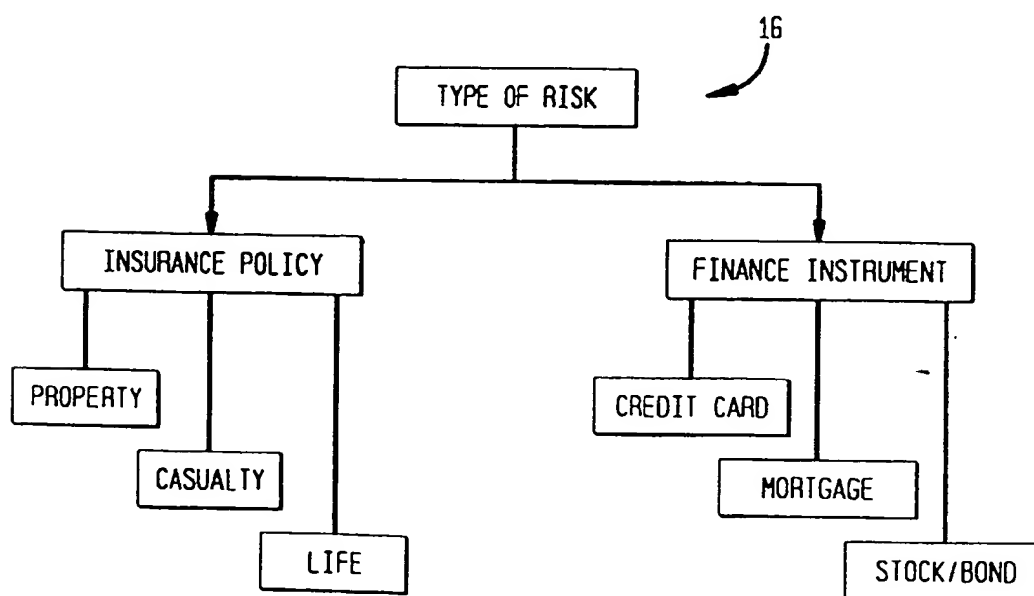 16
TYPE OF RISK
INSURANCE POLICY
FINANCE INSTRUMENT
PROPERTY
CREDIT CARD
CASUALTY
MORTGAGE
LIFE
STOCK/BOND